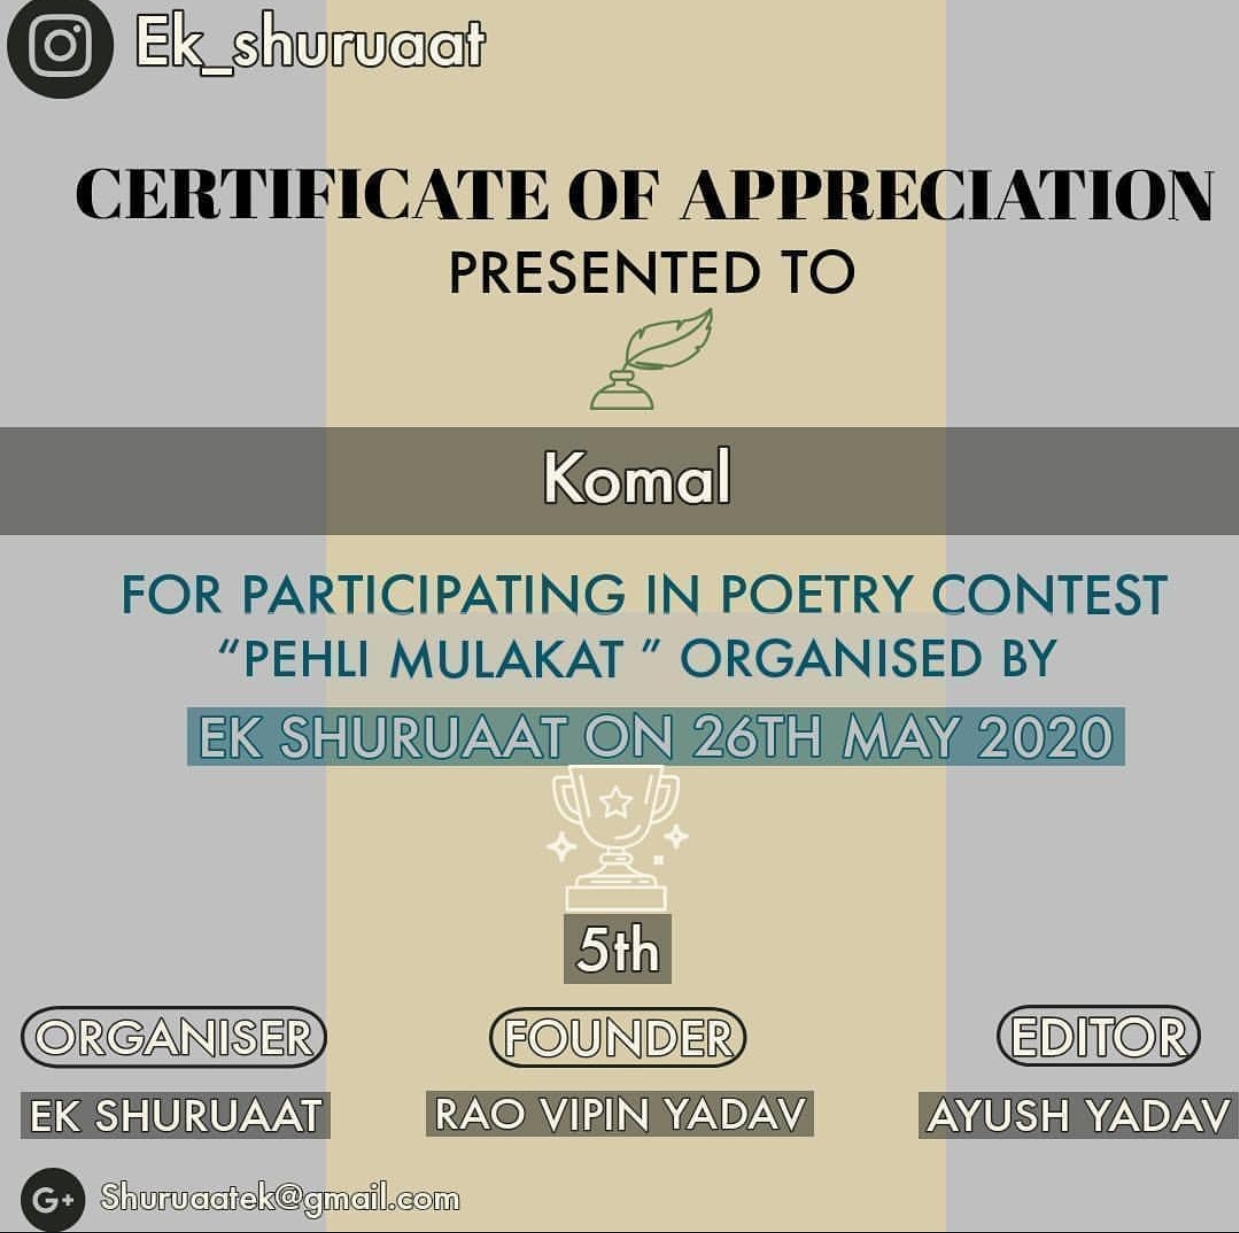 Ek_shuruaat
CERTIFICATE OF APPRECIATION
PRESENTED TO
Komal
FOR PARTICIPATING IN POETRY CONTEST
“PEHLI MULAKAT ” ORGANISED BY
EK SHURUAAT ON 26TH MAY 2020
5th
ORGANISER FOUNDER EDITOR
EK SHURUAAT RAO VIPIN YADAV AYUSH YADAV
G+ Shuruaatek@gmail.com